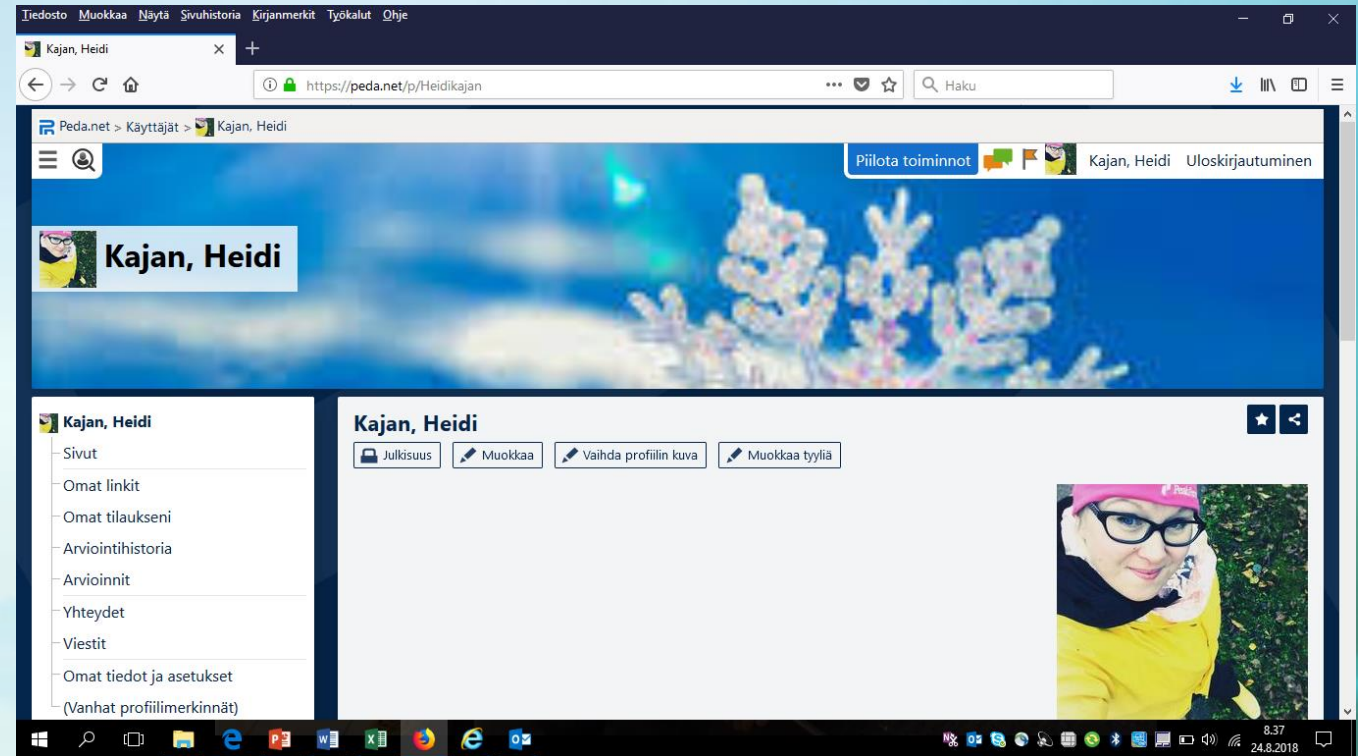 Tiedosto Muokkaa Näytä Sivuhistoria Kirjanmerkit Työkalut Ohje
Kajan, Heidi
https://peda.net/p/Heidikajan
Haku
Peda.net > Käyttäjät > Kajan, Heidi
Piilota toiminnot Kajan, Heidi Uloskirjautuminen
Kajan, Heidi
Kajan, Heidi
Sivut
Omat linkit
Omat tilaukseni
Arviointihistoria
Arvioinnit
Yhteydet
Viestit
Omat tiedot ja asetukset
(Vanhat profiilimerkinnät)
Kajan, Heidi
Julkisuus Muokkaa Vaihda profiilin kuva Muokkaa tyyliä
8.37
24.8.2018